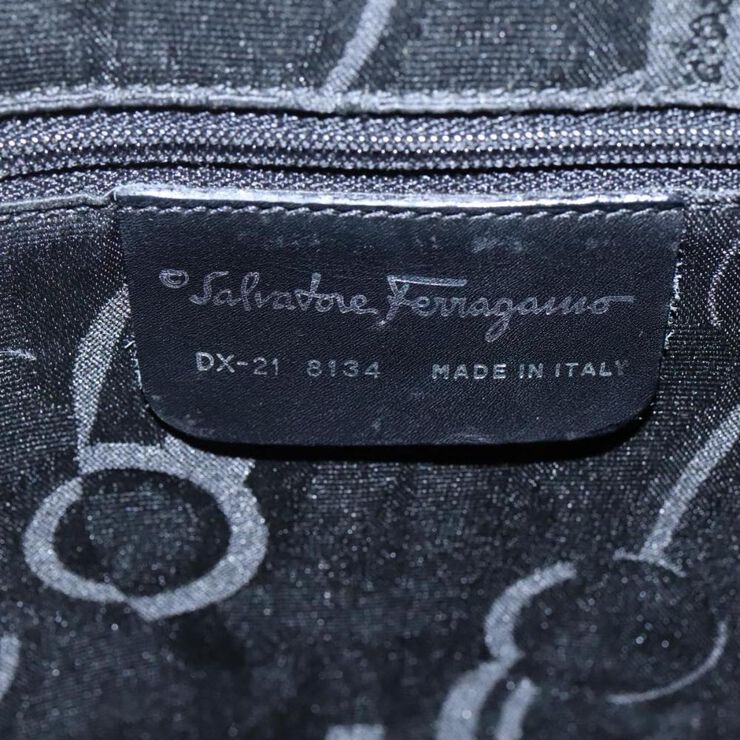 © Salvatore Ferragamo
DX-21 8134 MADE IN ITALY